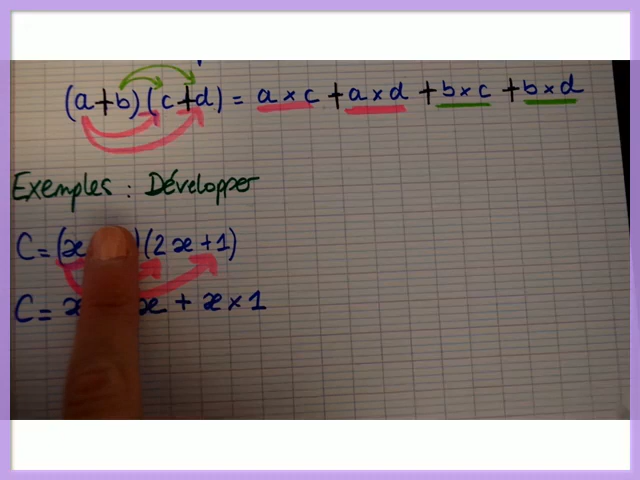 (a+b)(c+d) = a×c + a×d + b×c + b×d
Exemples : Développer
C=(x )(2x+1)
C= x x + x×1